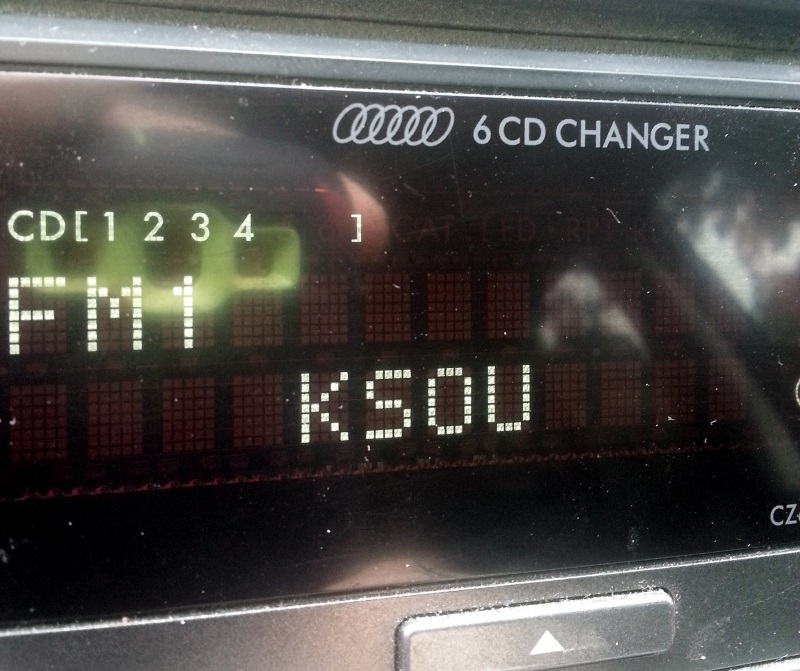 6 CD CHANGER
CD[ 1 2 3 4 ]
FM1
KSOU